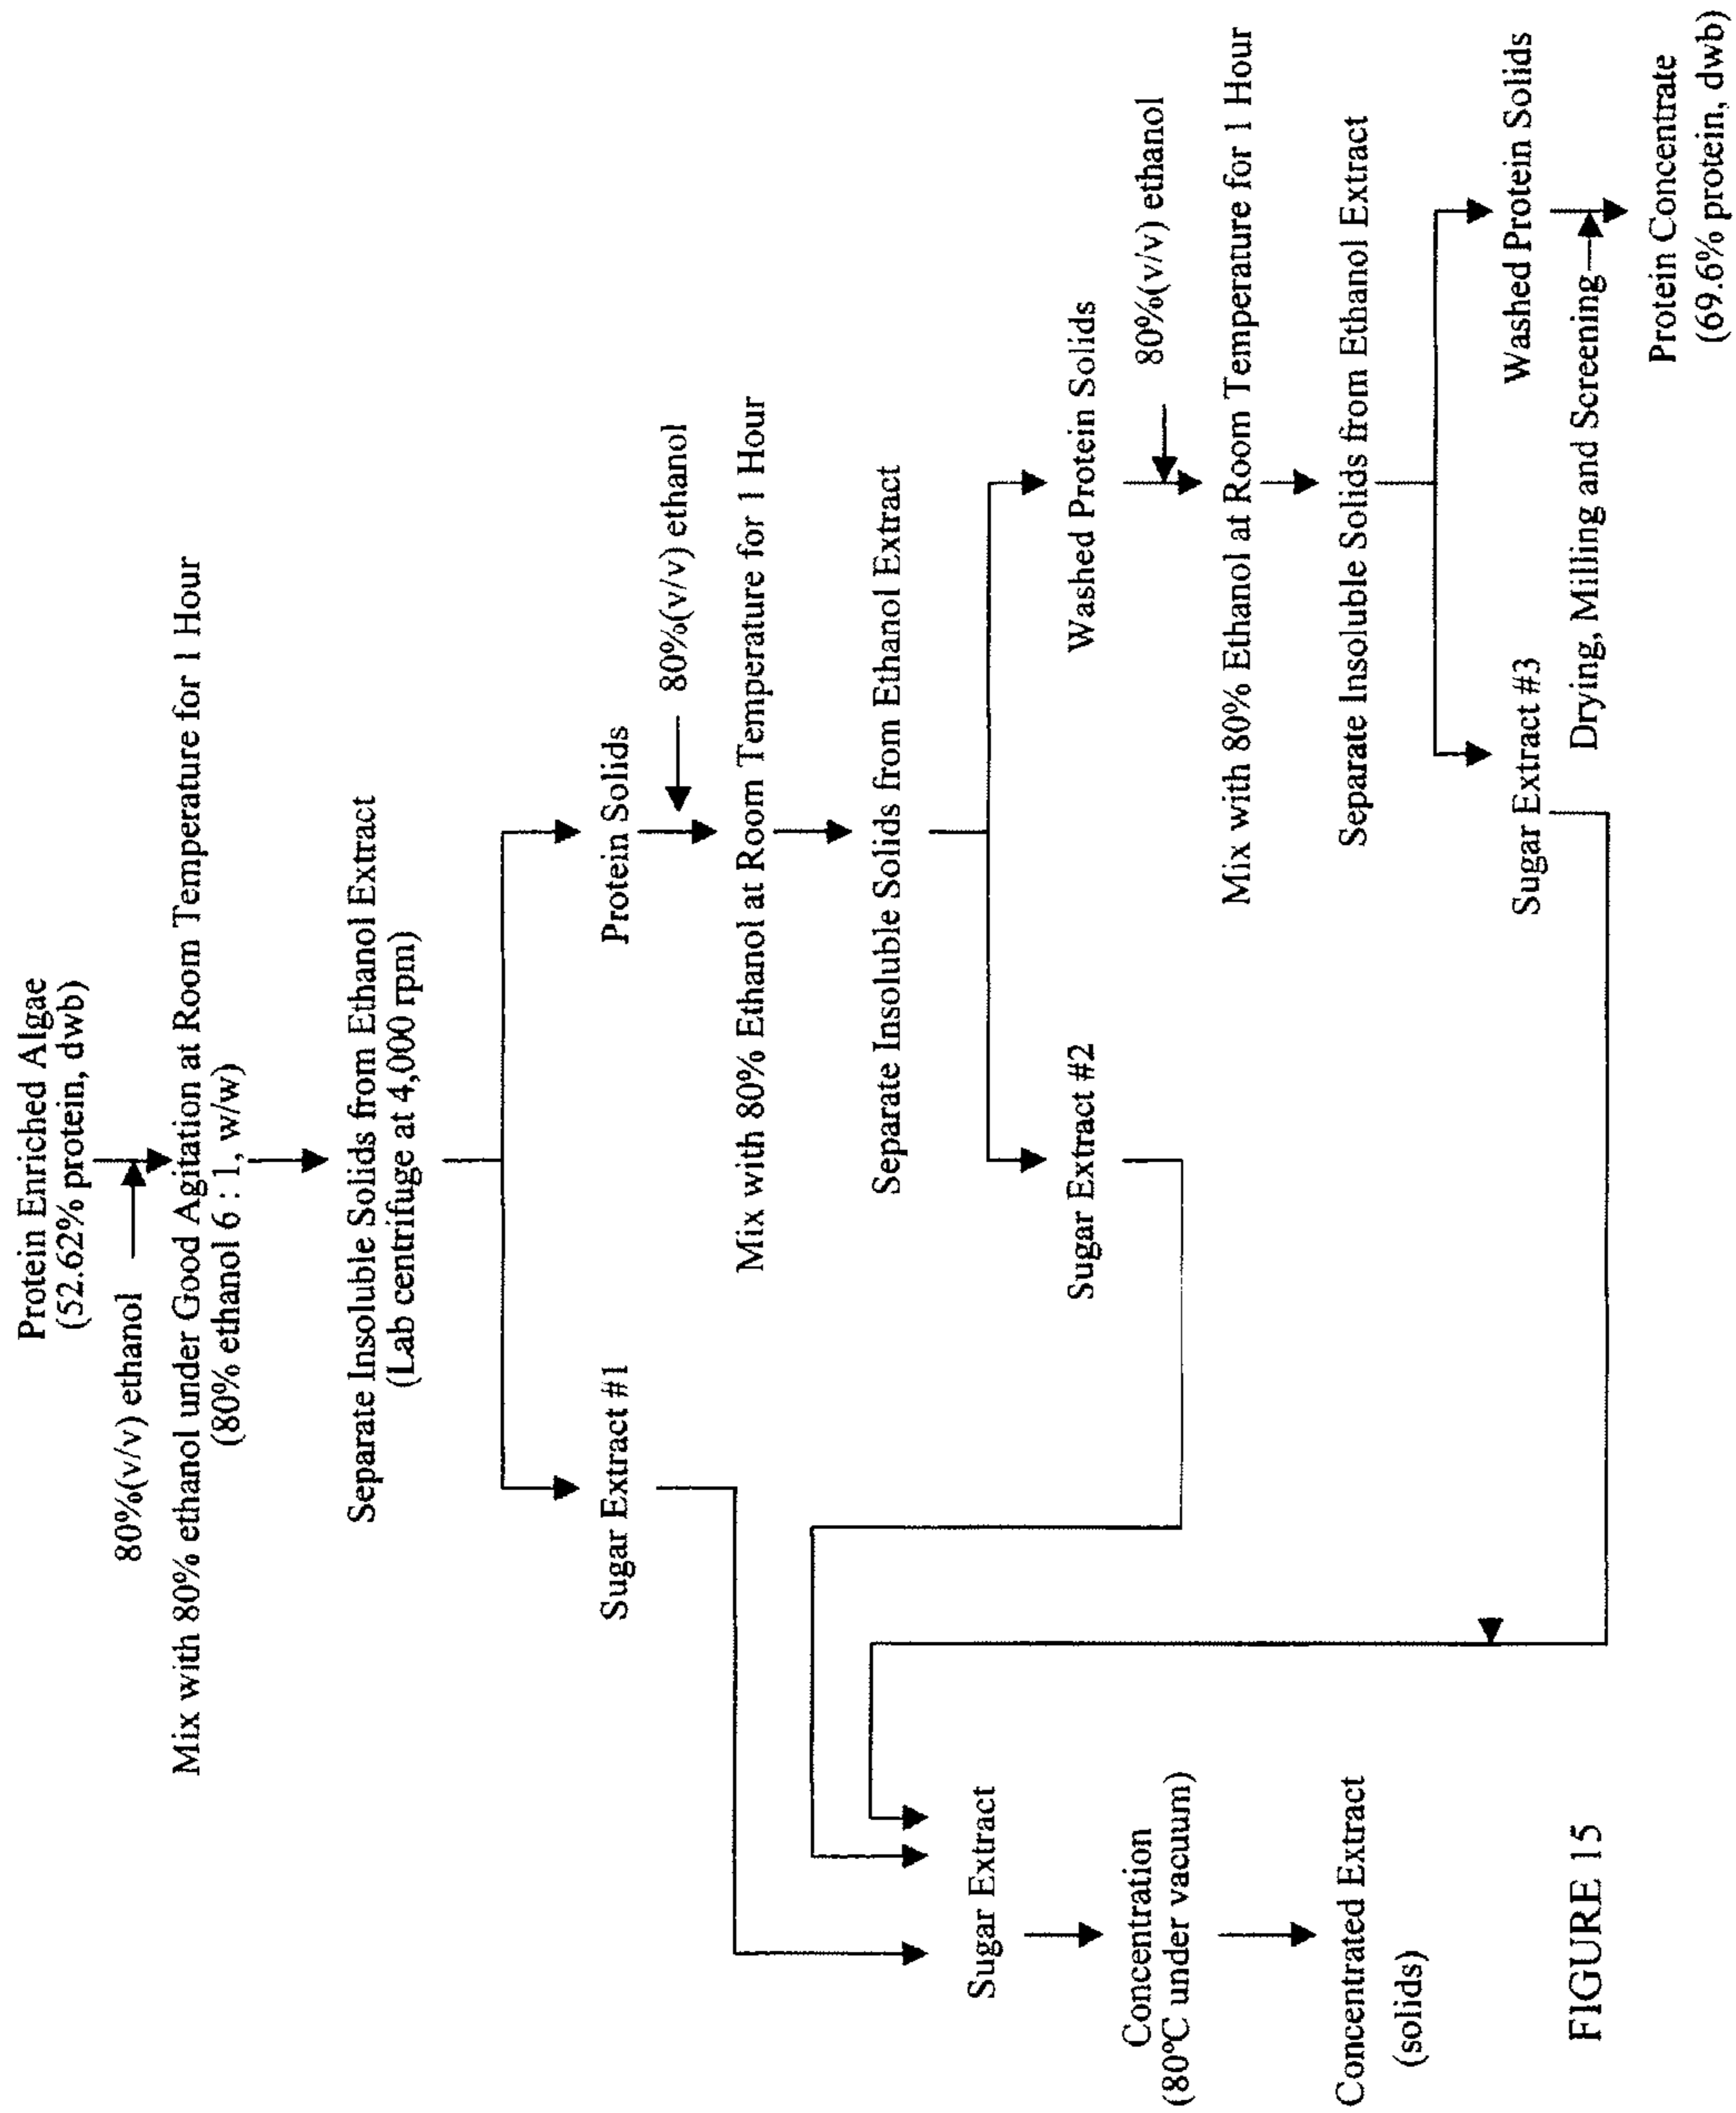 Protein Enriched Algae
(52.62% protein, dwb)
80%(v/v) ethanol
Mix with 80% ethanol under Good Agitation at Room Temperature for 1 Hour
(80% ethanol 6 : 1, w/w)
Separate Insoluble Solids from Ethanol Extract
(Lab centrifuge at 4,000 rpm)
Sugar Extract #1
Protein Solids
80%(v/v) ethanol
Mix with 80% Ethanol at Room Temperature for 1 Hour
Separate Insoluble Solids from Ethanol Extract
Sugar Extract #2
Washed Protein Solids
80%(v/v) ethanol
Mix with 80% Ethanol at Room Temperature for 1 Hour
Separate Insoluble Solids from Ethanol Extract
Sugar Extract #3
Washed Protein Solids
Drying, Milling and Screening
Protein Concentrate
(69.6% protein, dwb)
Sugar Extract
Concentration
(80°C under vacuum)
Concentrated Extract
(solids)
FIGURE 15